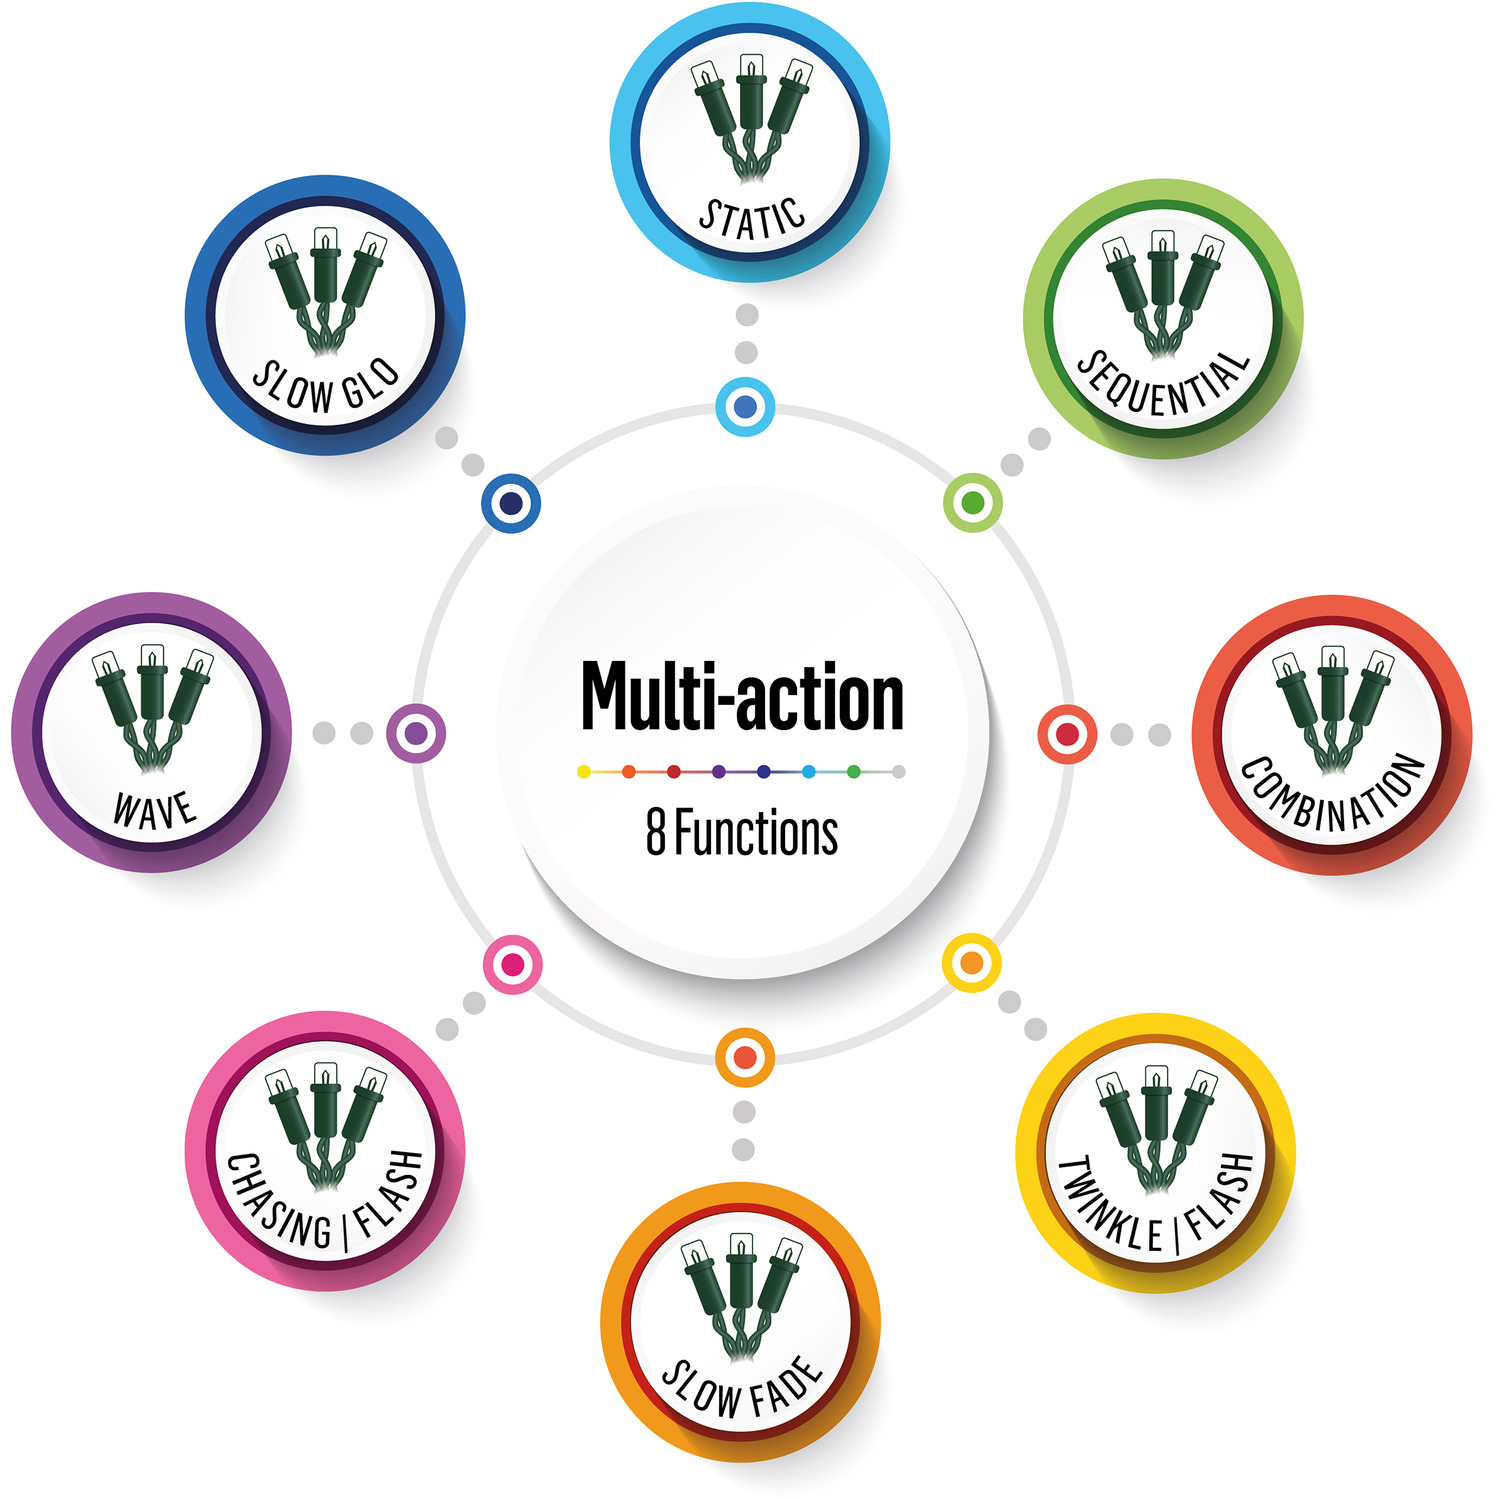 STATIC
SLOW GLO
SEQUENTIAL
Multi-action
8 Functions
WAVE
COMBINATION
CHASING / FLASH
TWINKLE / FLASH
SLOW FADE